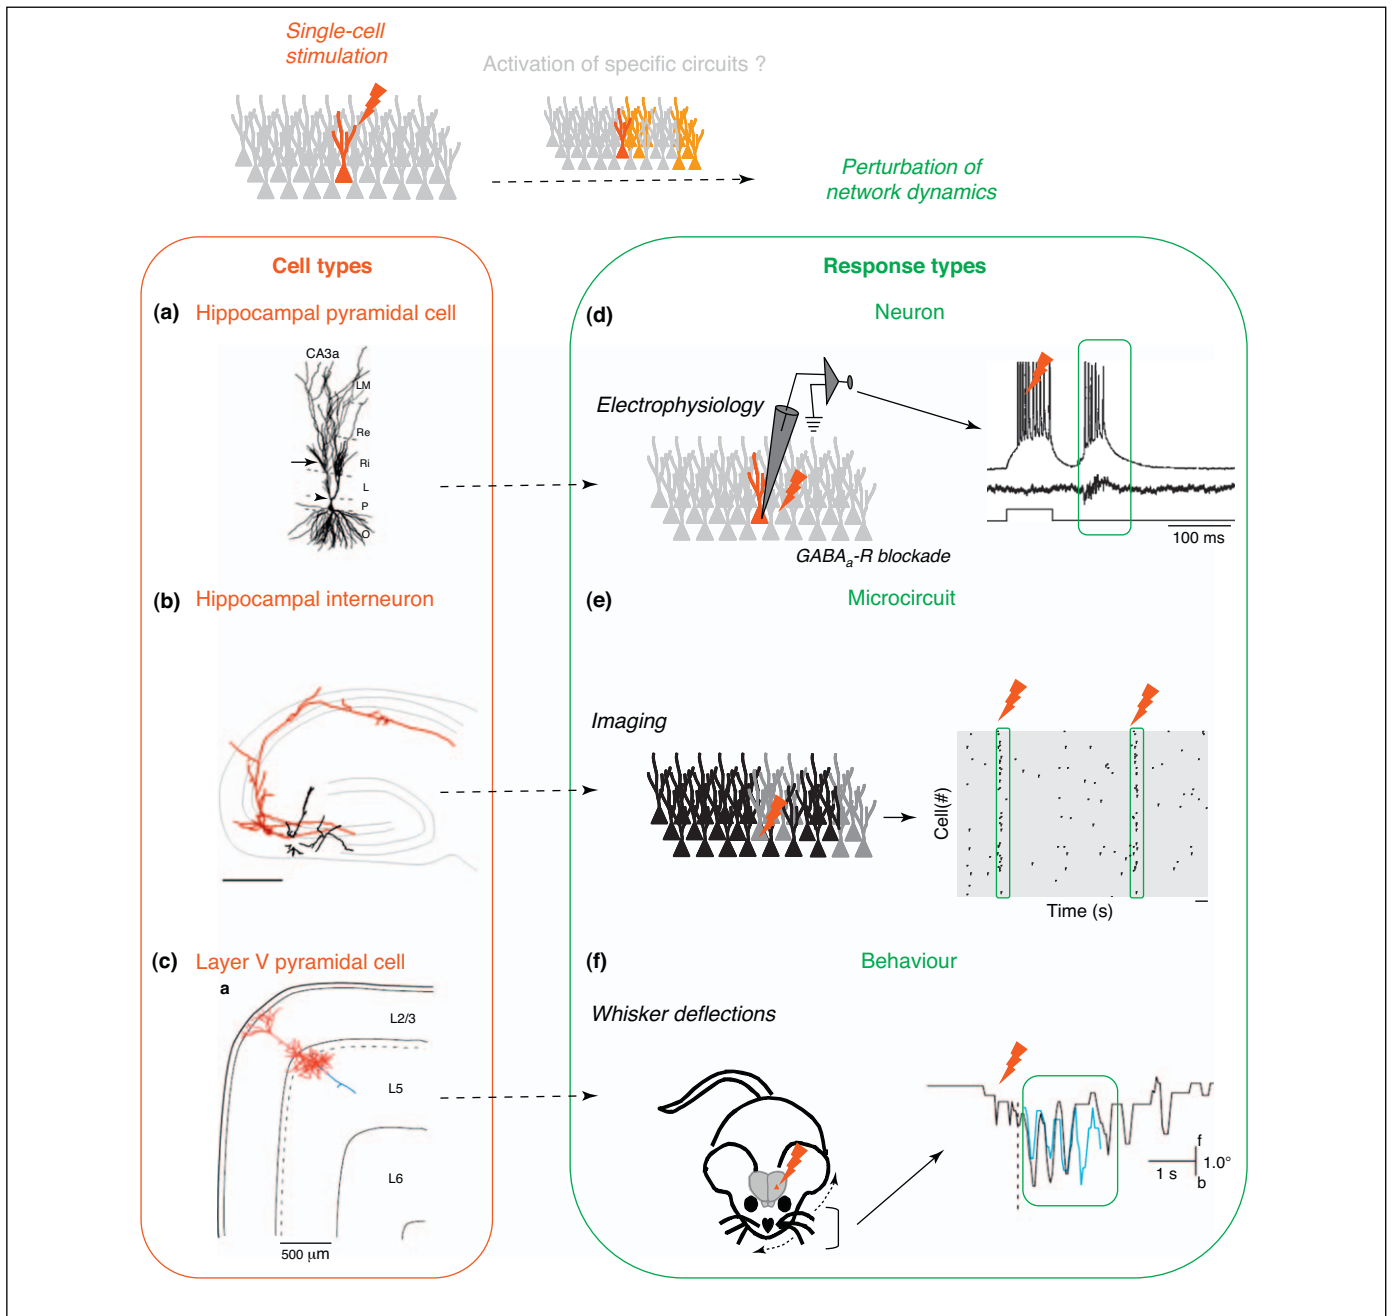 Single-cell
stimulation
Activation of specific circuits ?
Perturbation of
network dynamics
Cell types
Response types
(a) Hippocampal pyramidal cell
CA3a
LM
Re
Ri
L
P
O
(d) Neuron
Electrophysiology
GABAa-R blockade
100 ms
(b) Hippocampal interneuron
(e) Microcircuit
Imaging
Cell(#)
Time (s)
(c) Layer V pyramidal cell
a
L2/3
L5
L6
500 μm
(f) Behaviour
Whisker deflections
f
1 s 1.0°
b